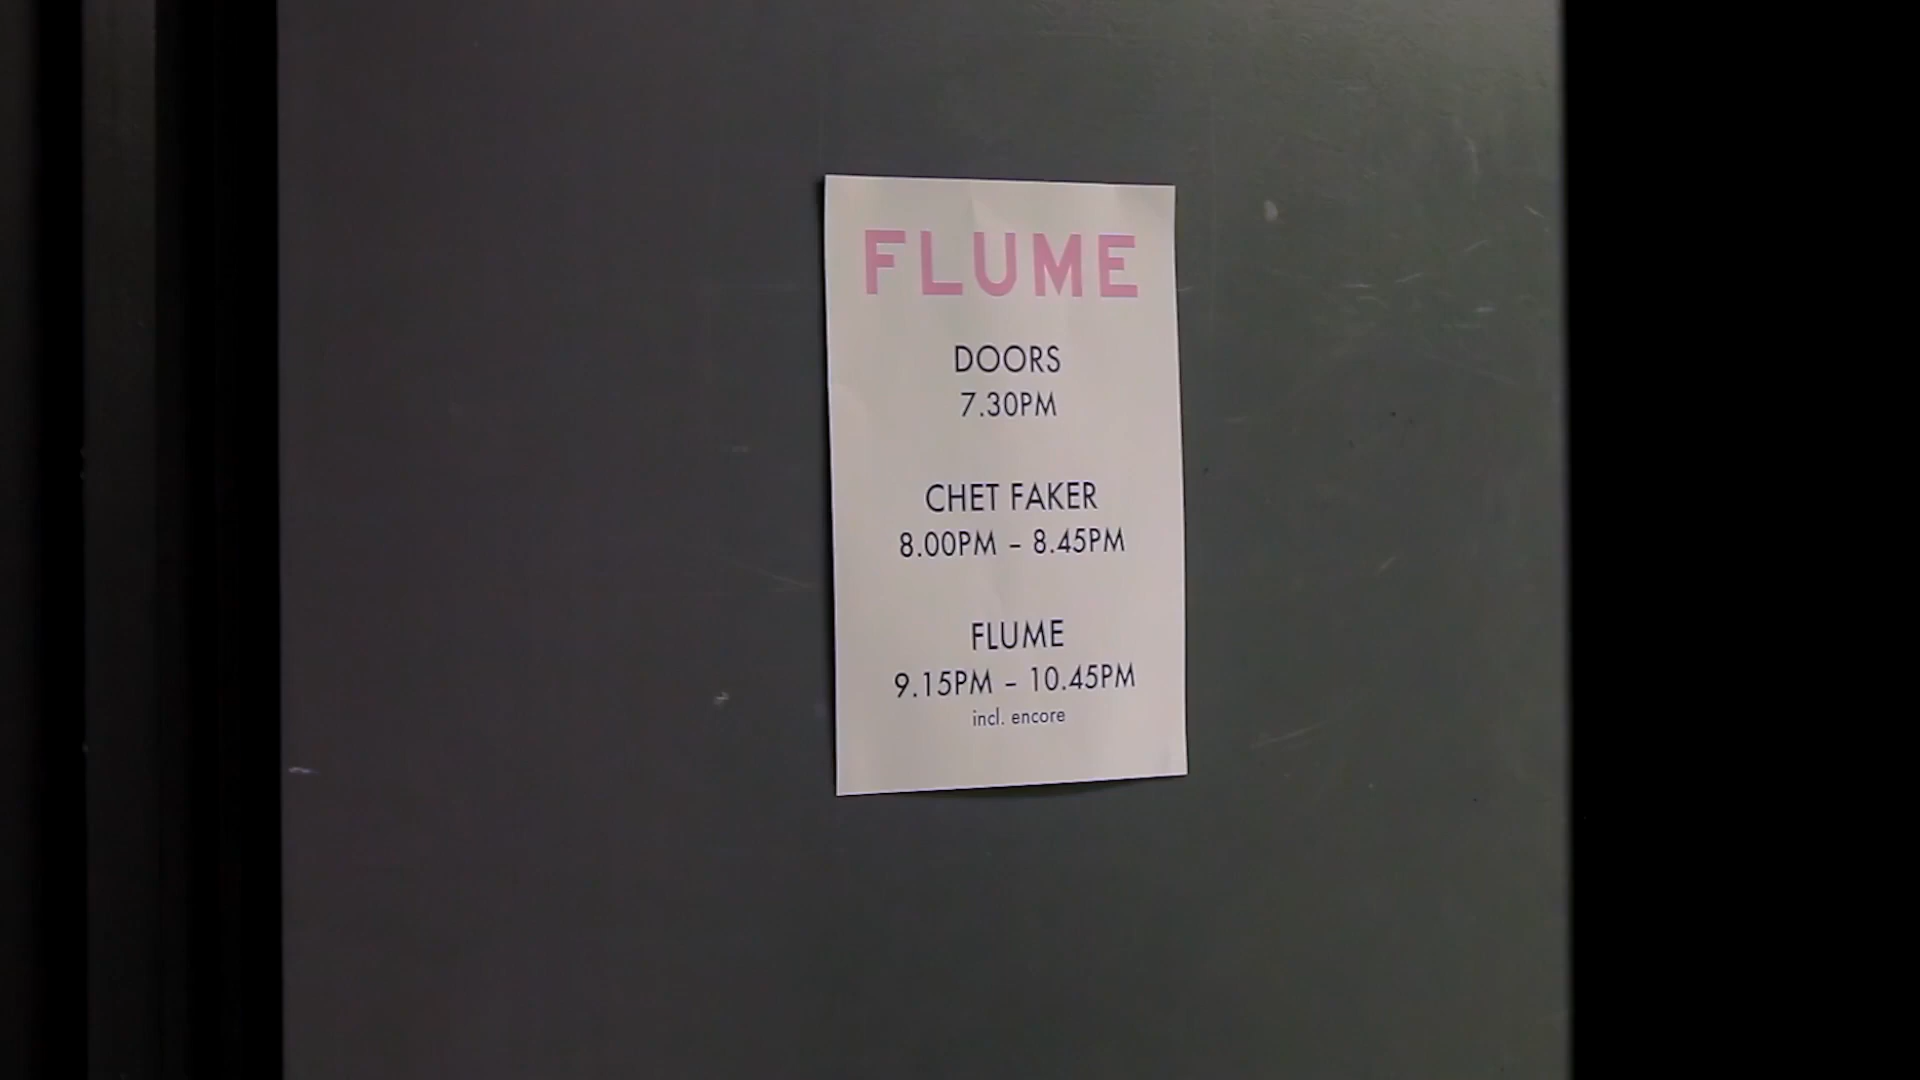 FLUME
DOORS
7.30PM
CHET FAKER
8.00PM – 8.45PM
FLUME
9.15PM – 10.45PM
incl. encore